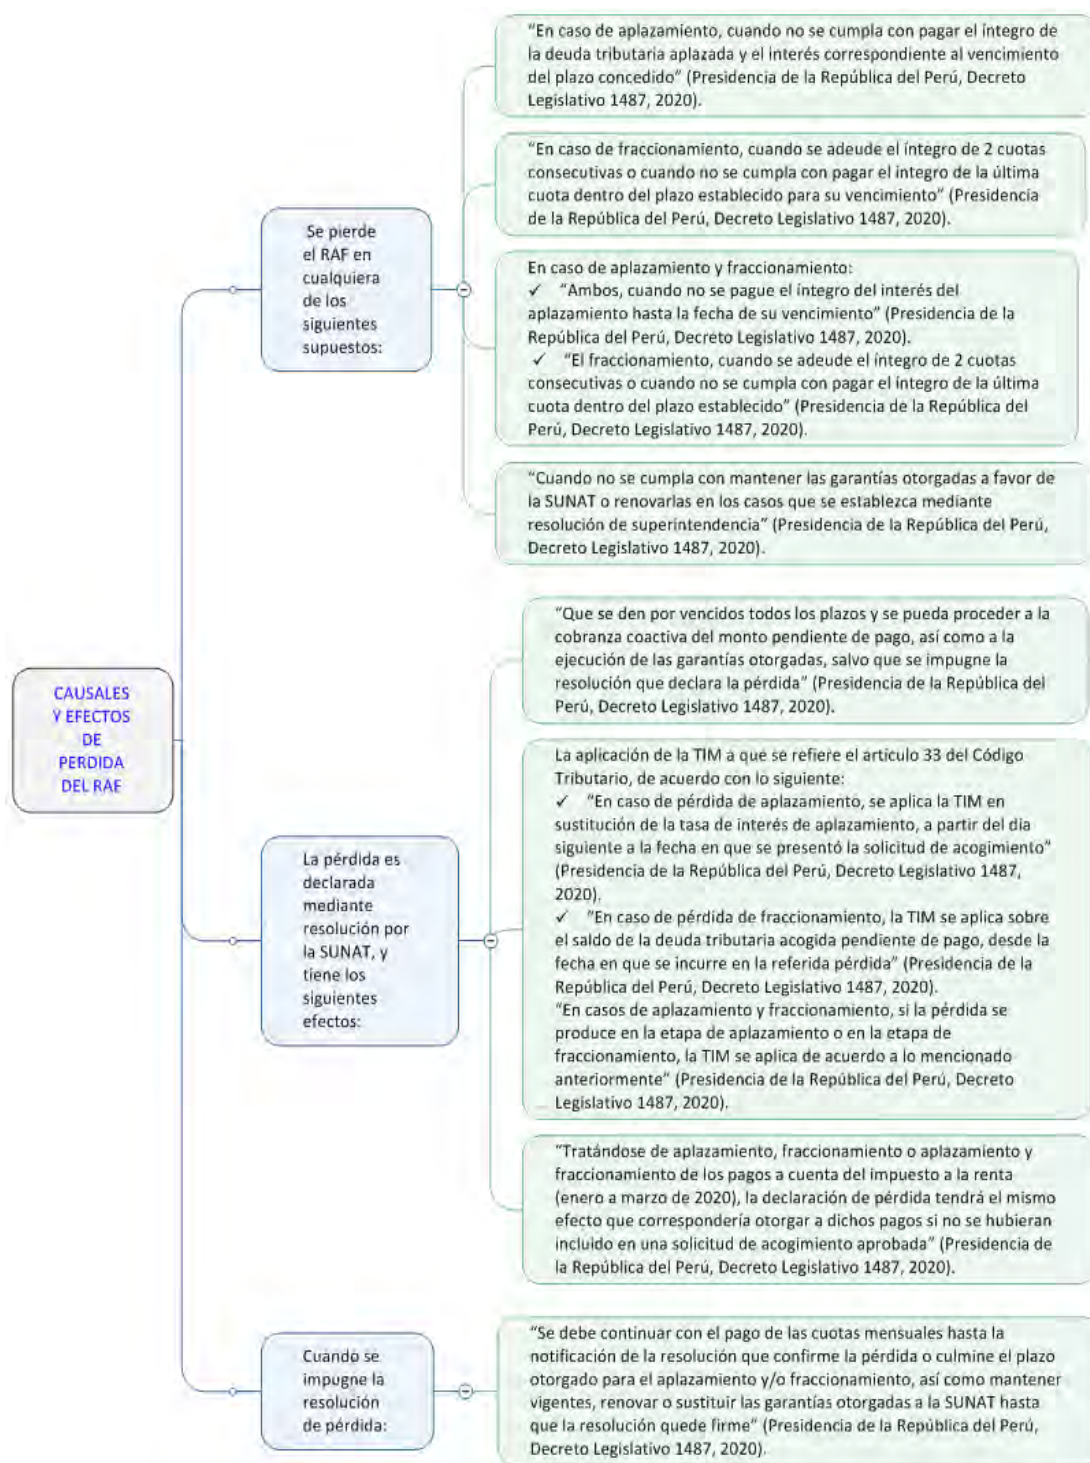 CAUSALES
Y EFECTOS
DE
PERDIDA
DEL RAF
Se pierde
el RAF en
cualquiera
de los
siguientes
supuestos:
“En caso de aplazamiento, cuando no se cumpla con pagar el íntegro de
la deuda tributaria aplazada y el interés correspondiente al vencimiento
del plazo concedido” (Presidencia de la República del Perú, Decreto
Legislativo 1487, 2020).
“En caso de fraccionamiento, cuando se adeude el íntegro de 2 cuotas
consecutivas o cuando no se cumpla con pagar el íntegro de la última
cuota dentro del plazo establecido para su vencimiento” (Presidencia
de la República del Perú, Decreto Legislativo 1487, 2020).
En caso de aplazamiento y fraccionamiento:
✓ “Ambos, cuando no se pague el íntegro del interés del
aplazamiento hasta la fecha de su vencimiento” (Presidencia de la
República del Perú, Decreto Legislativo 1487, 2020).
✓ “El fraccionamiento, cuando se adeude el íntegro de 2 cuotas
consecutivas o cuando no se cumpla con pagar el íntegro de la última
cuota dentro del plazo establecido” (Presidencia de la República del
Perú, Decreto Legislativo 1487, 2020).
“Cuando no se cumpla con mantener las garantías otorgadas a favor de
la SUNAT o renovarlas en los casos que se establezca mediante
resolución de superintendencia” (Presidencia de la República del Perú,
Decreto Legislativo 1487, 2020).
La pérdida es
declarada
mediante
resolución por
la SUNAT, y
tiene los
siguientes
efectos:
“Que se den por vencidos todos los plazos y se pueda proceder a la
cobranza coactiva del monto pendiente de pago, así como a la
ejecución de las garantías otorgadas, salvo que se impugne la
resolución que declara la pérdida” (Presidencia de la República del
Perú, Decreto Legislativo 1487, 2020).
La aplicación de la TIM a que se refiere el artículo 33 del Código
Tributario, de acuerdo con lo siguiente:
✓ “En caso de pérdida de aplazamiento, se aplica la TIM en
sustitución de la tasa de interés de aplazamiento, a partir del día
siguiente a la fecha en que se presentó la solicitud de acogimiento”
(Presidencia de la República del Perú, Decreto Legislativo 1487,
2020).
✓ “En caso de pérdida de fraccionamiento, la TIM se aplica sobre
el saldo de la deuda tributaria acogida pendiente de pago, desde la
fecha en que se incurre en la referida pérdida” (Presidencia de la
República del Perú, Decreto Legislativo 1487, 2020).
“En casos de aplazamiento y fraccionamiento, si la pérdida se
produce en la etapa de aplazamiento o en la etapa de
fraccionamiento, la TIM se aplica de acuerdo a lo mencionado
anteriormente” (Presidencia de la República del Perú, Decreto
Legislativo 1487, 2020).
“Tratándose de aplazamiento, fraccionamiento o aplazamiento y
fraccionamiento de los pagos a cuenta del impuesto a la renta
(enero a marzo de 2020), la declaración de pérdida tendrá el mismo
efecto que correspondería otorgar a dichos pagos si no se hubieran
incluido en una solicitud de acogimiento aprobada” (Presidencia de
la República del Perú, Decreto Legislativo 1487, 2020).
Cuando se
impugne la
resolución
de pérdida:
“Se debe continuar con el pago de las cuotas mensuales hasta la
notificación de la resolución que confirme la pérdida o culmine el plazo
otorgado para el aplazamiento y/o fraccionamiento, así como mantener
vigentes, renovar o sustituir las garantías otorgadas a la SUNAT hasta
que la resolución quede firme” (Presidencia de la República del Perú,
Decreto Legislativo 1487, 2020).